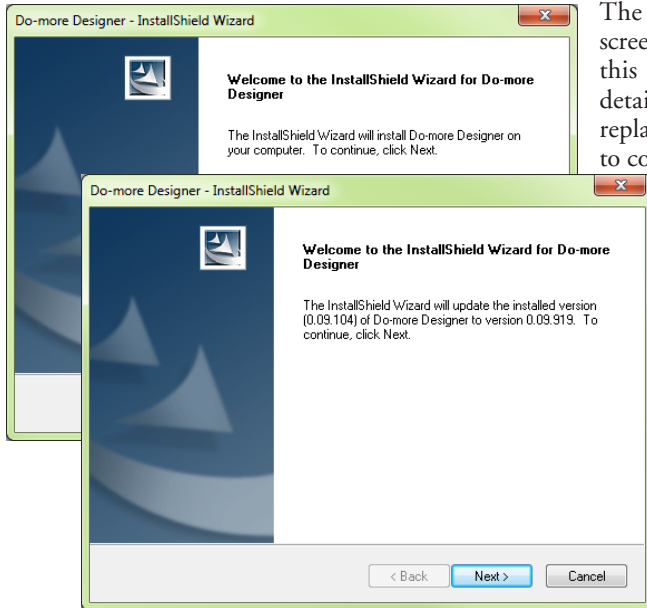 Do-more Designer - InstallShield Wizard
Welcome to the InstallShield Wizard for Do-more
Designer
The InstallShield Wizard will install Do-more Designer on
your computer. To continue, click Next.
The
screen
this
detai
repla
to co
Do-more Designer - InstallShield Wizard
Welcome to the InstallShield Wizard for Do-more
Designer
The InstallShield Wizard will update the installed version
(0.09.104) of Do-more Designer to version 0.09.919. To
continue, click Next.
< Back
Next >
Cancel